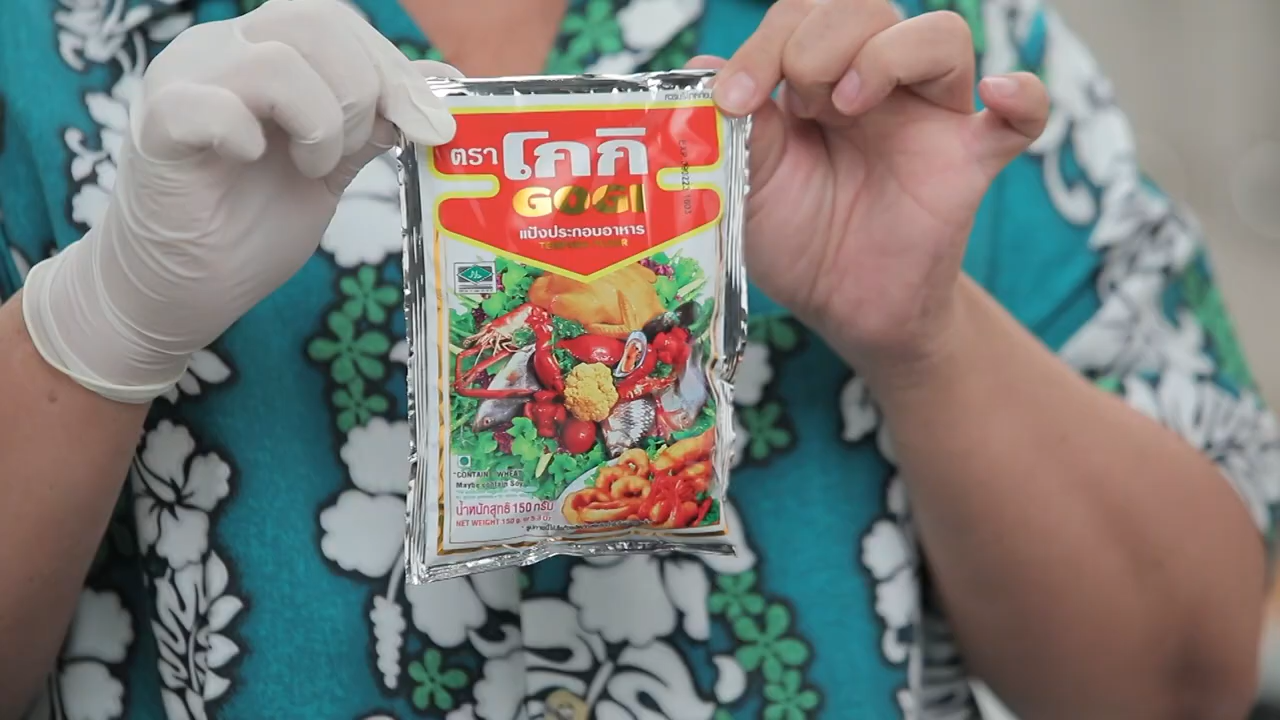 ตรา โกกิ
GOGI
แป้งประกอบอาหาร
TEMPURA FLOUR
*CONTAINS WHEAT
Maybe contain Soy
น้ำหนักสุทธิ 150 กรัม
NET WEIGHT 150 g.